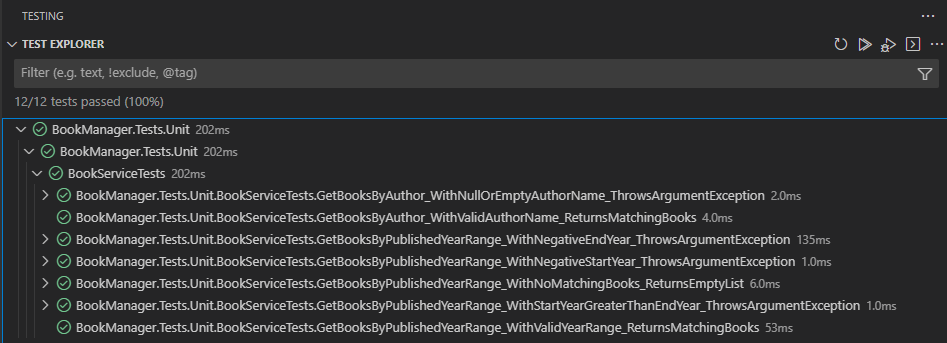 TESTING
TEST EXPLORER
Filter (e.g. text, !exclude, @tag)
12/12 tests passed (100%)
BookManager.Tests.Unit 202ms
BookManager.Tests.Unit 202ms
BookServiceTests 202ms
BookManager.Tests.Unit.BookServiceTests.GetBooksByAuthor_WithNullOrEmptyAuthorName_ThrowsArgumentException 2.0ms
BookManager.Tests.Unit.BookServiceTests.GetBooksByAuthor_WithValidAuthorName_ReturnsMatchingBooks 4.0ms
BookManager.Tests.Unit.BookServiceTests.GetBooksByPublishedYearRange_WithNegativeEndYear_ThrowsArgumentException 135ms
BookManager.Tests.Unit.BookServiceTests.GetBooksByPublishedYearRange_WithNegativeStartYear_ThrowsArgumentException 1.0ms
BookManager.Tests.Unit.BookServiceTests.GetBooksByPublishedYearRange_WithNoMatchingBooks_ReturnsEmptyList 6.0ms
BookManager.Tests.Unit.BookServiceTests.GetBooksByPublishedYearRange_WithStartYearGreaterThanEndYear_ThrowsArgumentException 1.0ms
BookManager.Tests.Unit.BookServiceTests.GetBooksByPublishedYearRange_WithValidYearRange_ReturnsMatchingBooks 53ms